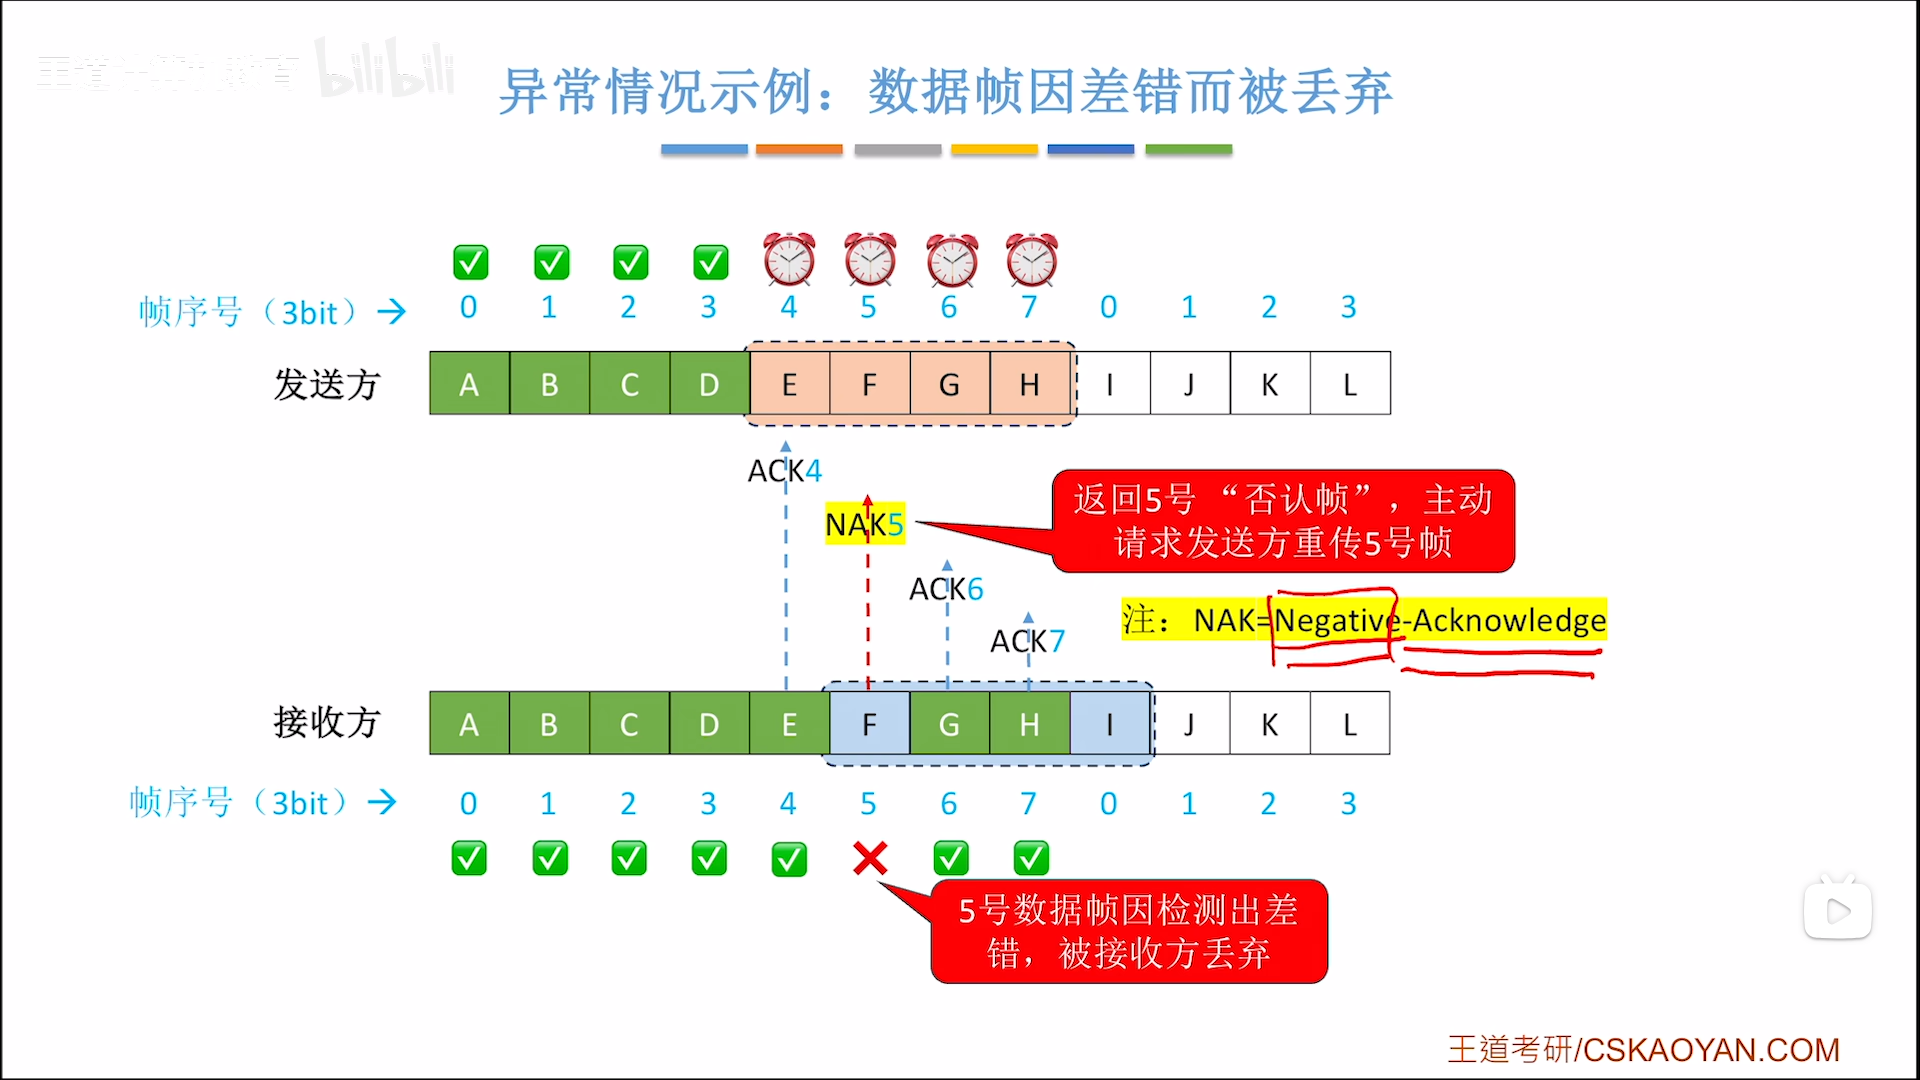 王道计算机教育 bilibili
异常情况示例：数据帧因差错而被丢弃
帧序号（3bit）→ 0 1 2 3 4 5 6 7 0 1 2 3
发送方 A B C D E F G H I J K L
ACK4
NAK5
返回5号“否认帧”，主动
请求发送方重传5号帧
ACK6
注：NAK=Negative-Acknowledge
ACK7
接收方 A B C D E F G H I J K L
帧序号（3bit）→ 0 1 2 3 4 5 6 7 0 1 2 3
5号数据帧因检测出差
错，被接收方丢弃
王道考研/CSKAOYAN.COM